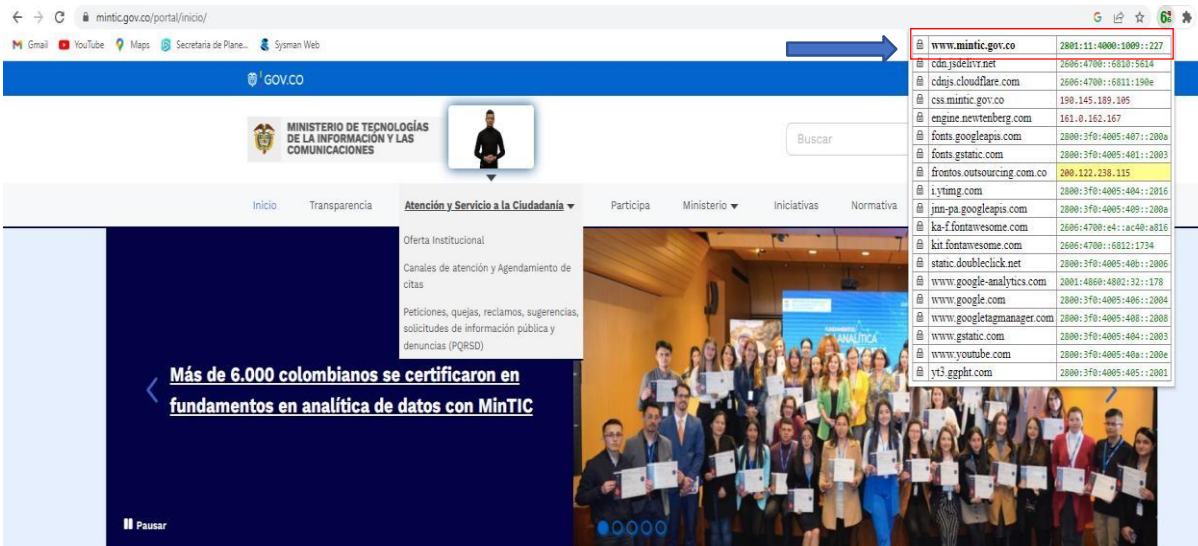 mintic.gov.co/portal/inicio/
Gmail YouTube Maps Secretaria de Plane... Sysman Web
GOV.CO
MINISTERIO DE TECNOLOGÍAS
DE LA INFORMACIÓN Y LAS
COMUNICACIONES
Buscar
Inicio Transparencia Atención y Servicio a la Ciudadanía Participa Ministerio Iniciativas Normativa
Oferta Institucional
Canales de atención y Agendamiento de
citas
Peticiones, quejas, reclamos, sugerencias,
solicitudes de información pública y
denuncias (PQRSD)
Más de 6.000 colombianos se certificaron en
fundamentos en analítica de datos con MinTIC
Pausar
www.mintic.gov.co 2801:11:4000:1009::227
cdn.jsdelivr.net 2606:4700::6810:5614
cdnjs.cloudflare.com 2606:4700::6811:190e
css.mintic.gov.co 190.145.189.105
engine.newtenberg.com 161.0.162.167
fonts.googleapis.com 2800:3f0:4005:407::200a
fonts.gstatic.com 2800:3f0:4005:401::2003
frontos.outsourcing.com.co 200.122.238.115
i.ytimg.com 2800:3f0:4005:404::2016
jnn-pa.googleapis.com 2800:3f0:4005:409::200a
ka-f.fontawesome.com 2606:4700:e4::ac40:a816
kit.fontawesome.com 2606:4700::6812:1734
static.doubleclick.net 2800:3f0:4005:40b::2006
www.google-analytics.com 2001:4860:4802:32::178
www.google.com 2800:3f0:4005:406::2004
www.googletagmanager.com 2800:3f0:4005:408::2008
www.gstatic.com 2800:3f0:4005:404::2003
www.youtube.com 2800:3f0:4005:40a::200e
yt3.ggpht.com 2800:3f0:4005:405::2001